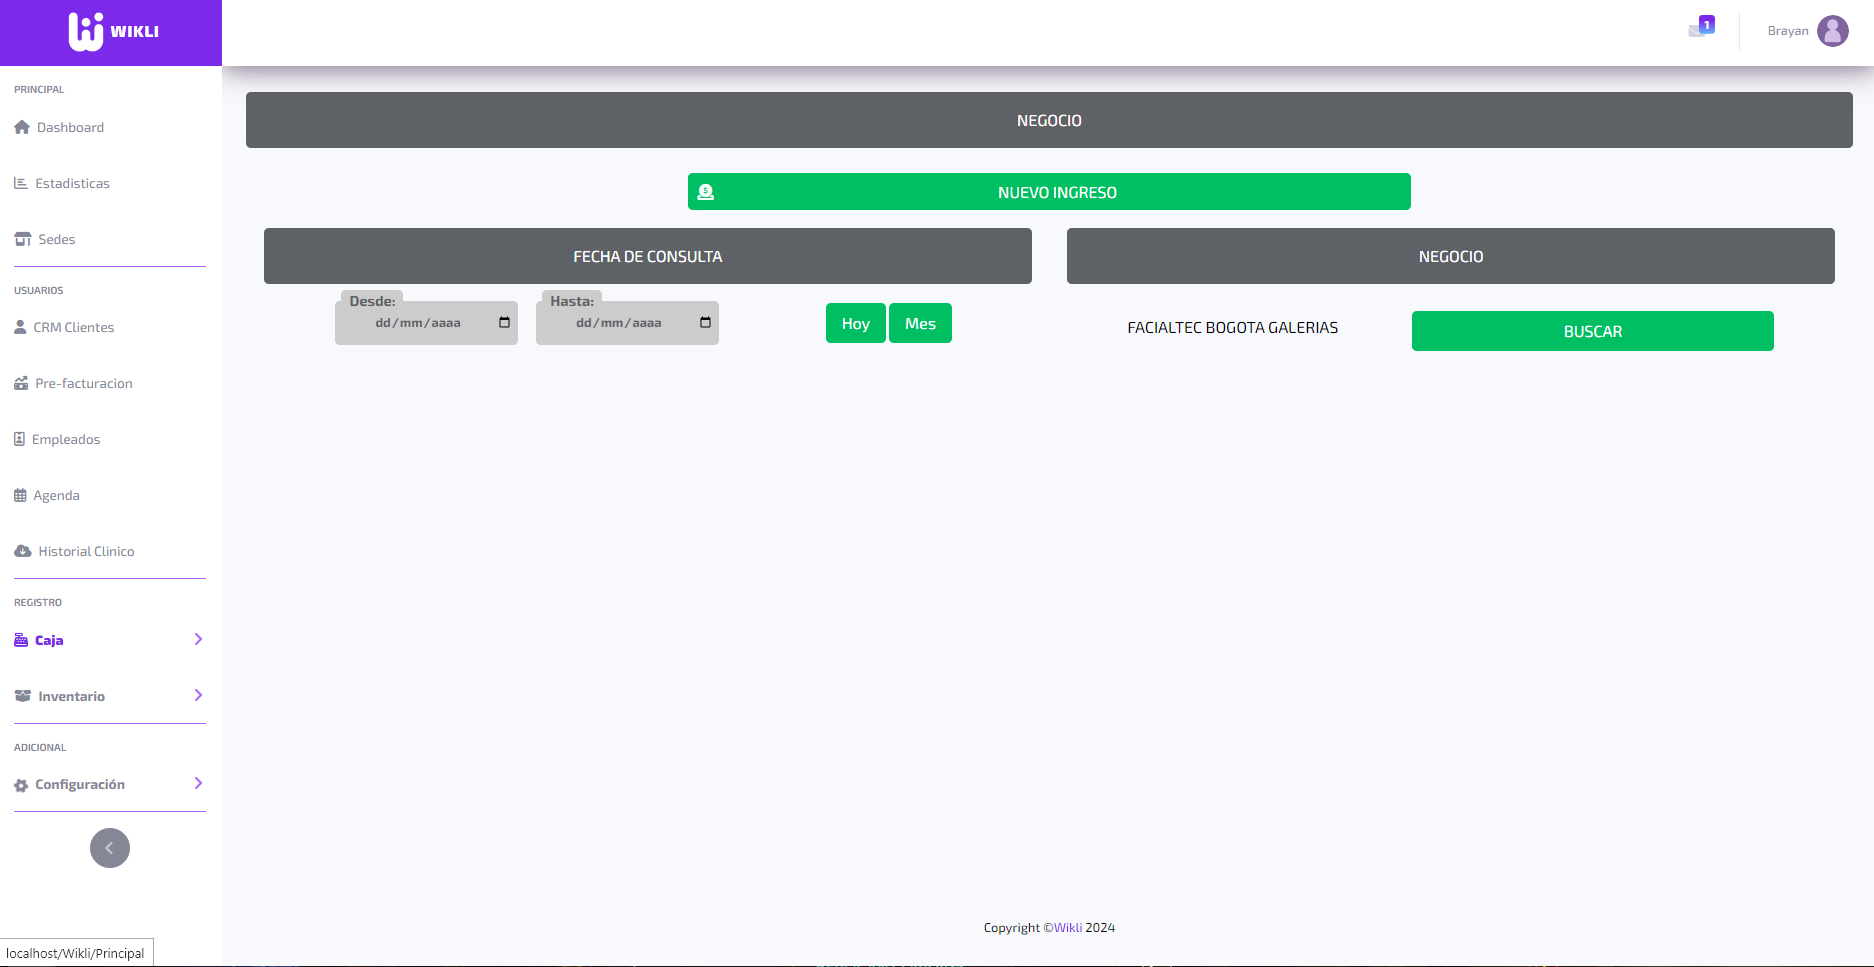 WIKLI
1
Brayan
PRINCIPAL
Dashboard
Estadisticas
Sedes
USUARIOS
CRM Clientes
Pre-facturacion
Empleados
Agenda
Historial Clinico
REGISTRO
Caja
Inventario
ADICIONAL
Configuración
NEGOCIO
NUEVO INGRESO
FECHA DE CONSULTA
NEGOCIO
Desde:
dd/mm/aaaa
Hasta:
dd/mm/aaaa
Hoy
Mes
FACIALTEC BOGOTA GALERIAS
BUSCAR
Copyright ©Wikli 2024
localhost/Wikli/Principal